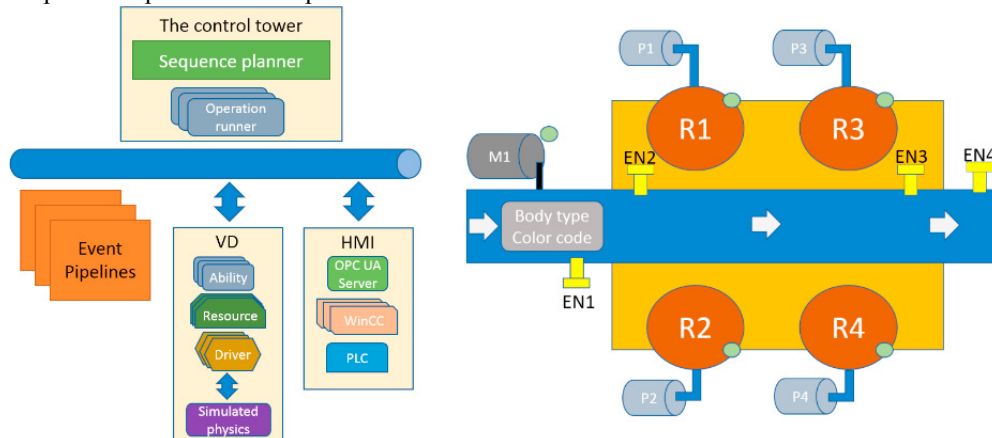 The control tower
Sequence planner
Operation
runner
Event
Pipelines
VD
Ability
Resource
Driver
Simulated
physics
HMI
OPC UA
Server
WinCC
PLC
P1
P3
R1
R3
M1
EN2
EN3
EN4
Body type
Color code
EN1
R2
R4
P2
P4